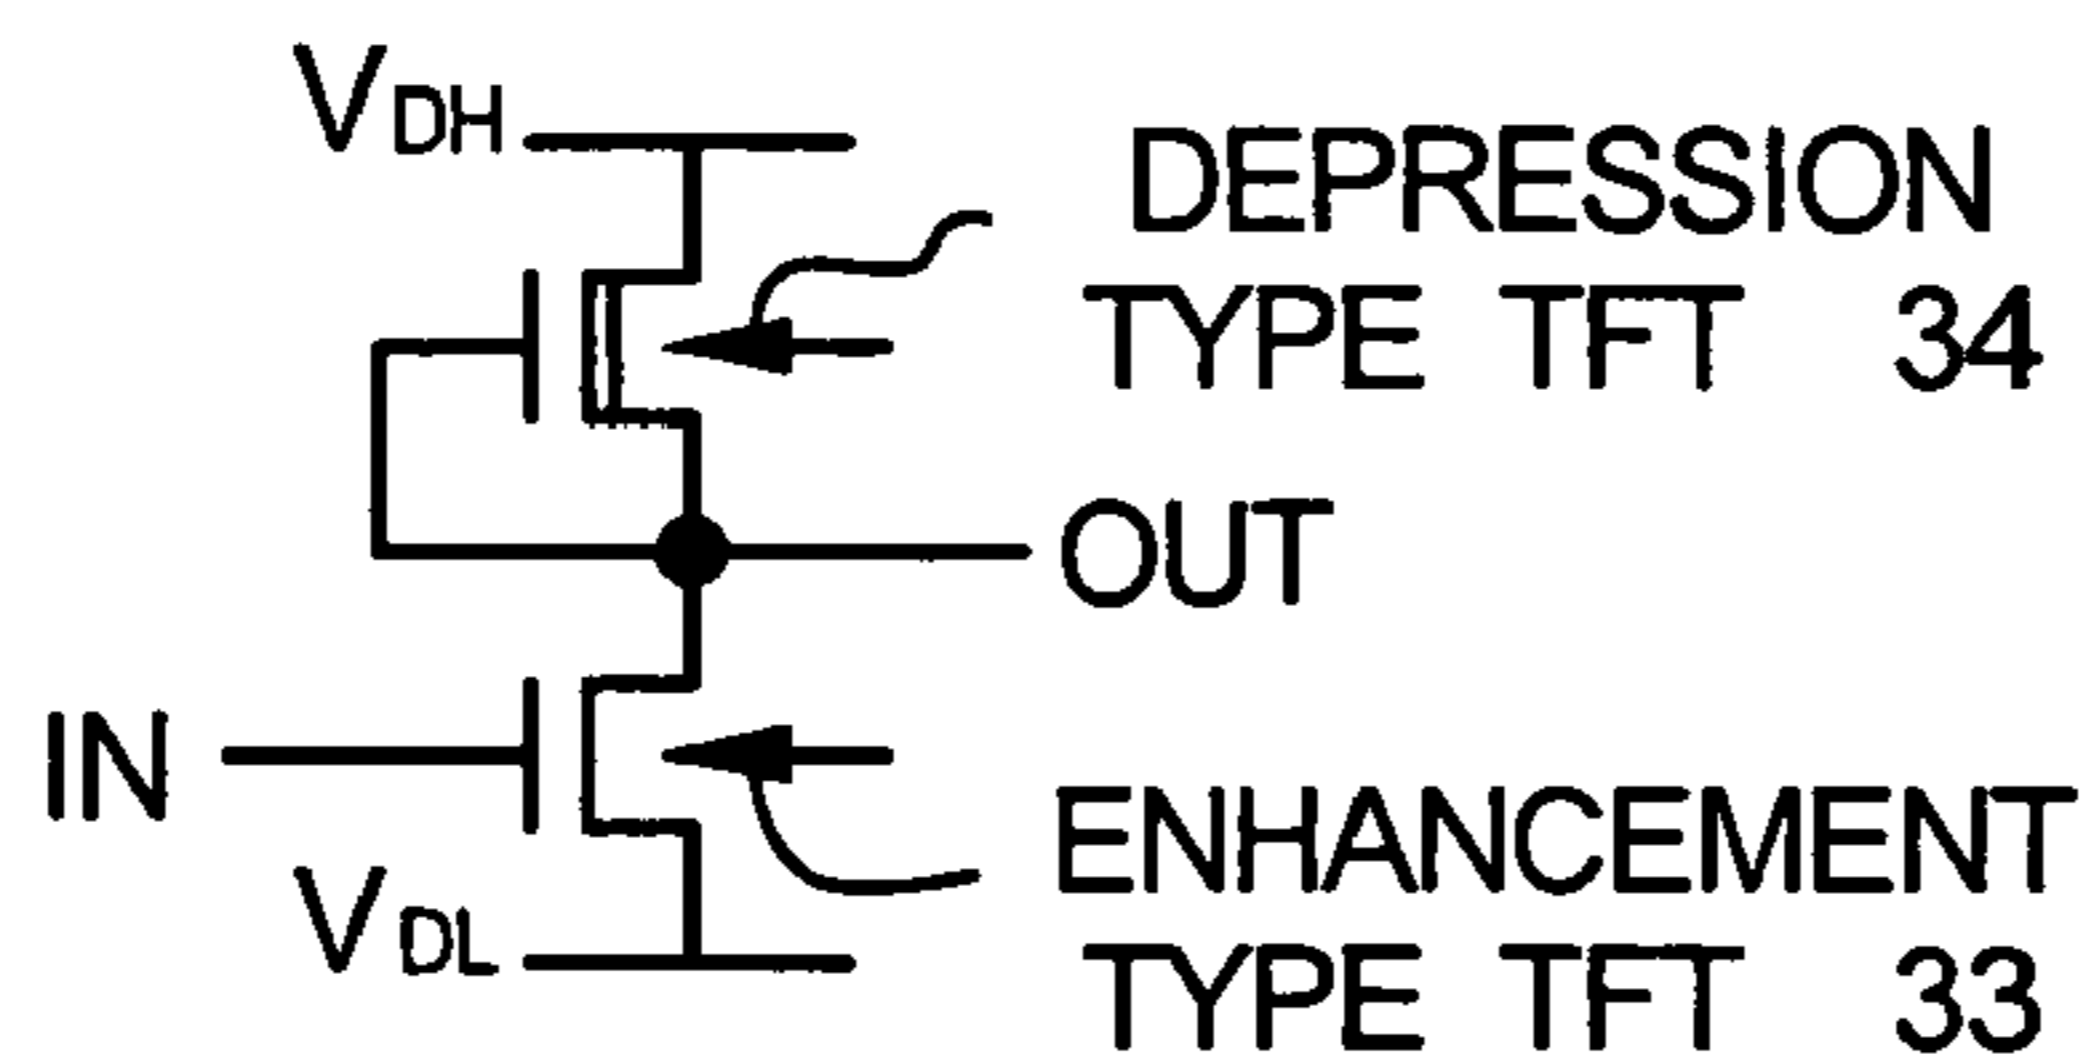 VDH
DEPRESSION
TYPE TFT 34
OUT
IN
ENHANCEMENT
TYPE TFT 33
VDL